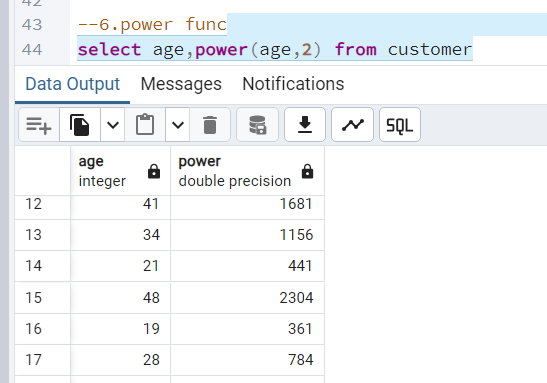 42
43 --6.power func
44 select age,power(age,2) from customer
Data Output Messages Notifications
SQL
age power
integer double precision
12 41 1681
13 34 1156
14 21 441
15 48 2304
16 19 361
17 28 784